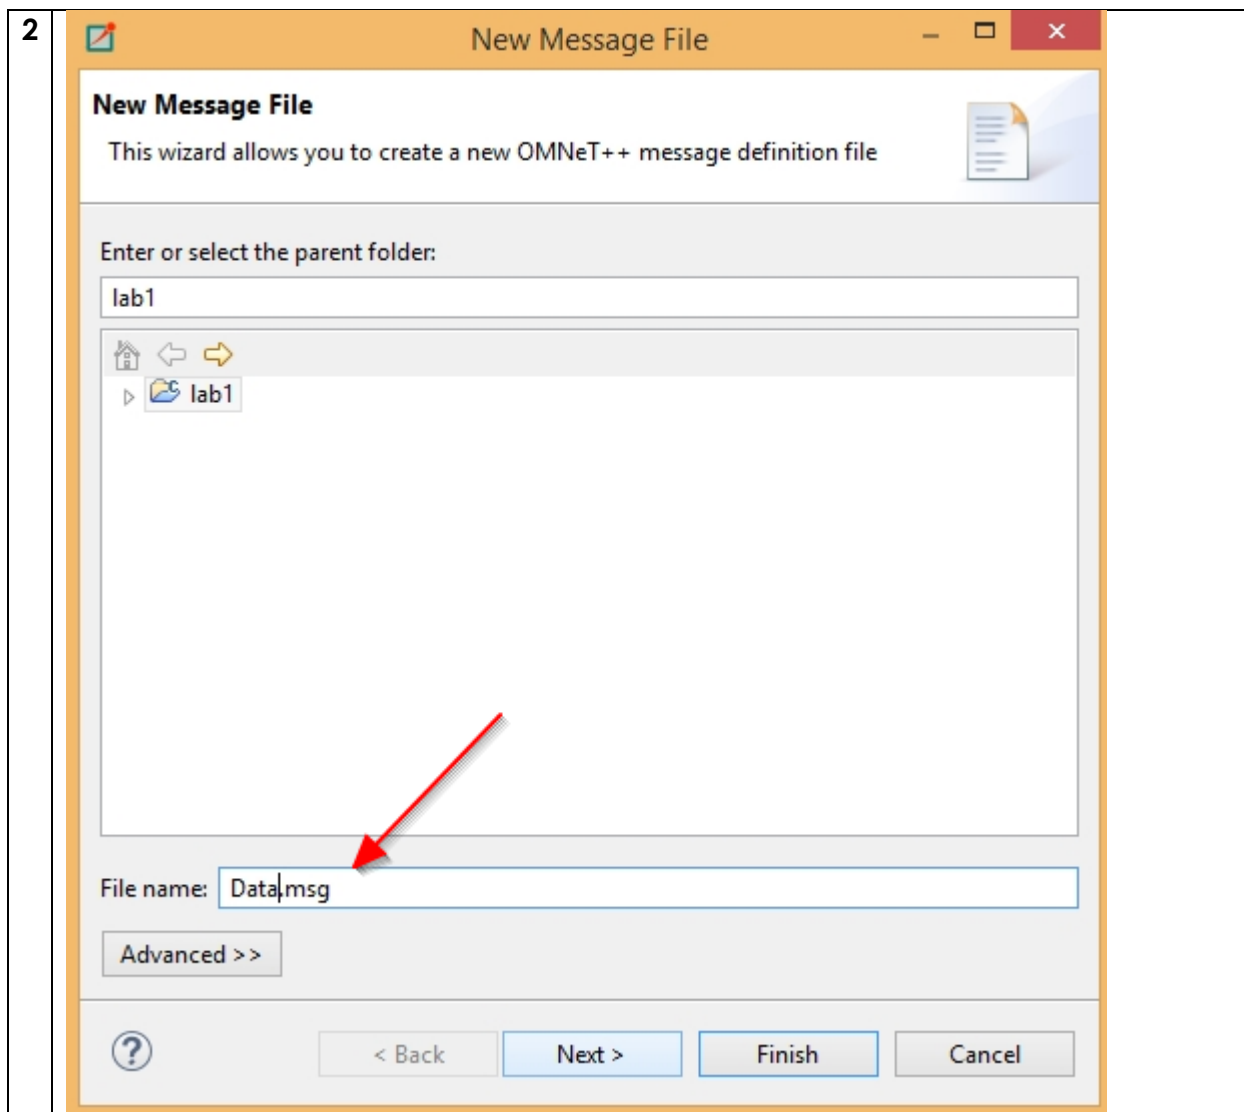 2
New Message File
New Message File
This wizard allows you to create a new OMNeT++ message definition file
Enter or select the parent folder:
lab1
lab1
File name: Data.msg
Advanced >>
< Back Next > Finish Cancel